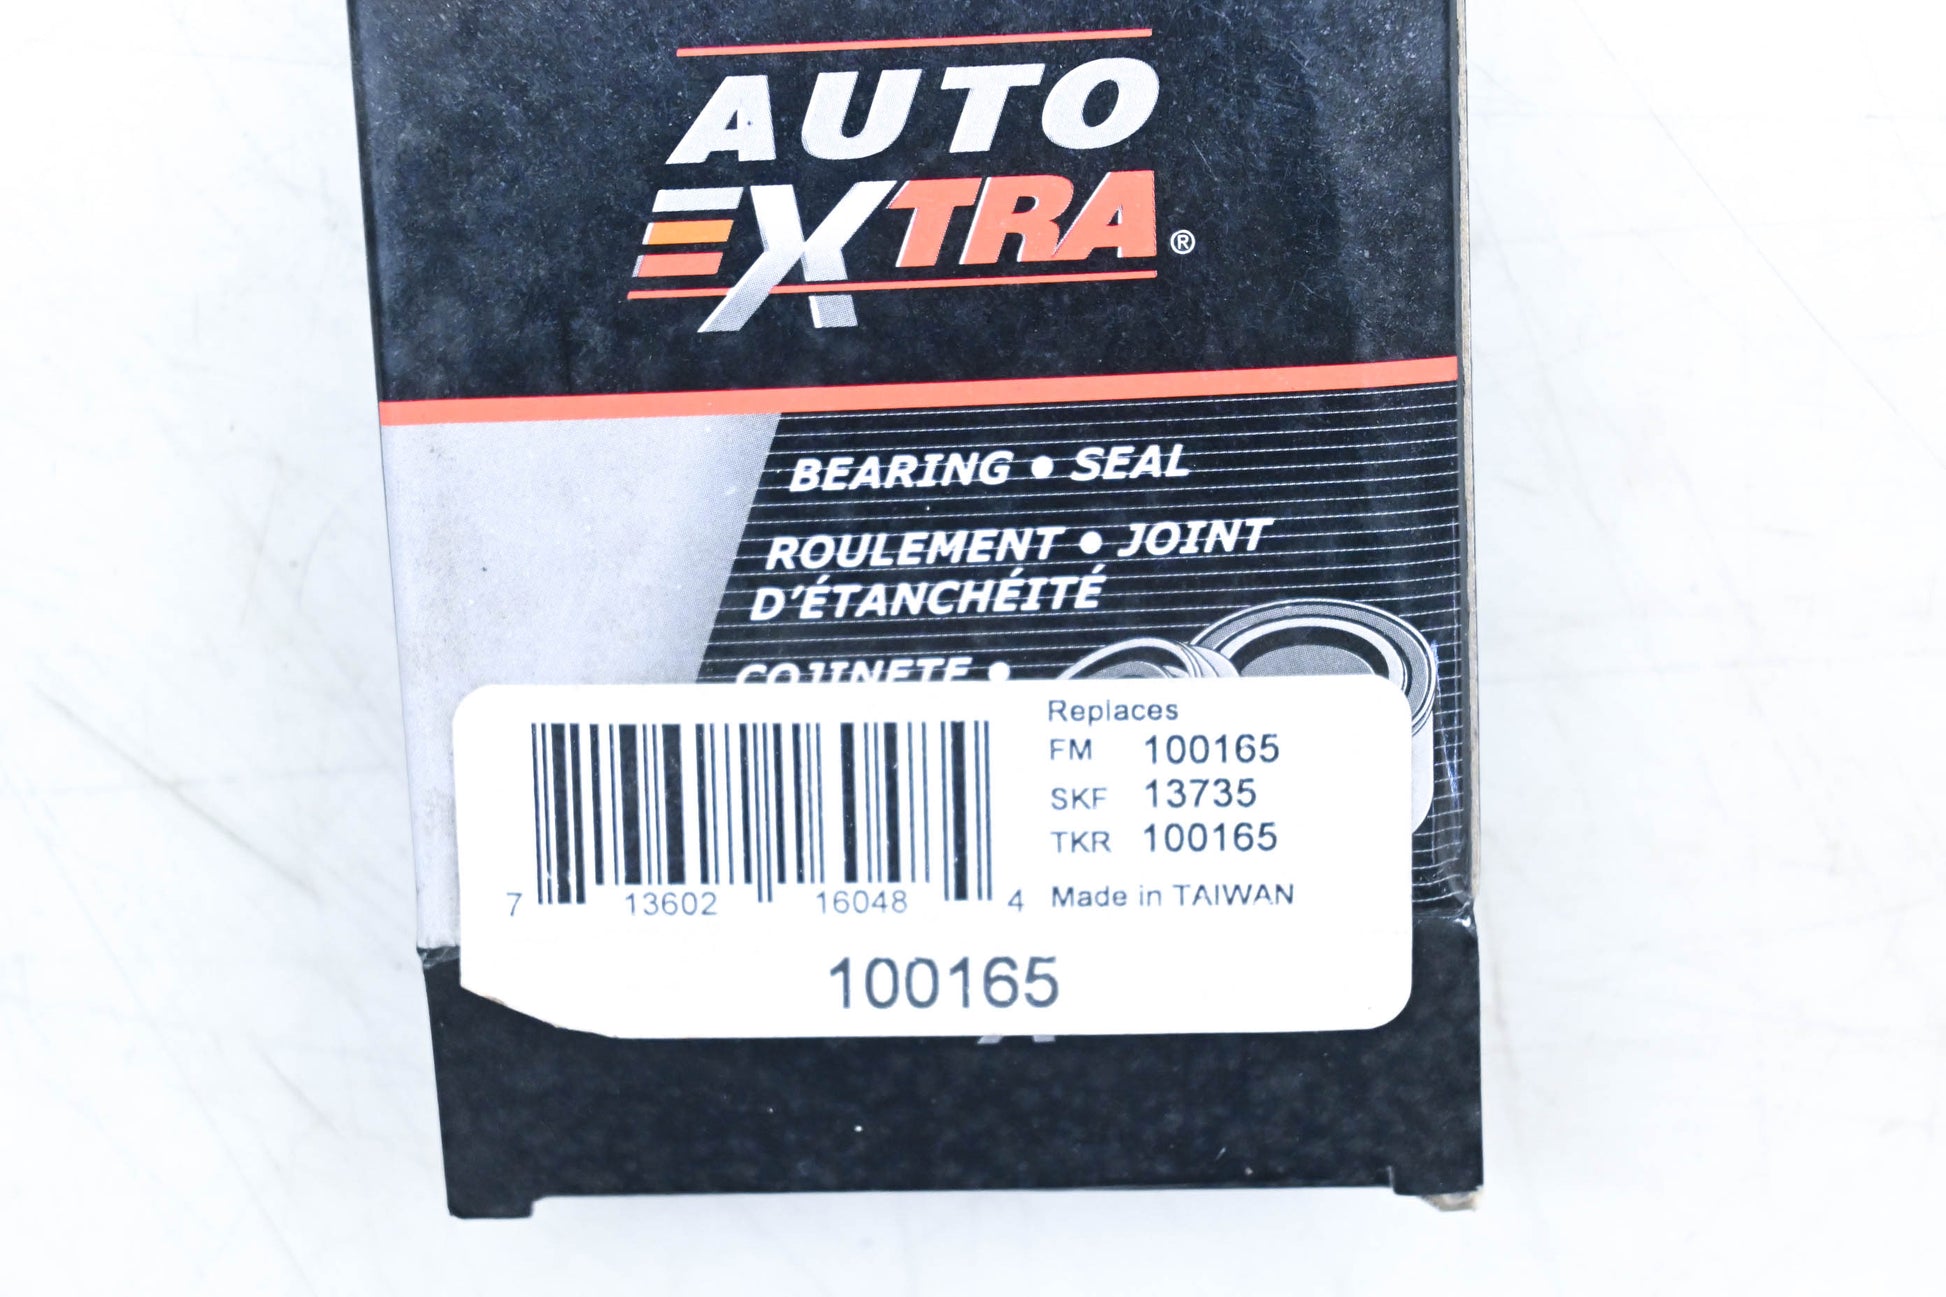 AUTO
EXTRA®
BEARING • SEAL
ROULEMENT • JOINT
D'ÉTANCHÉITÉ
COJINETE •
Replaces
FM 100165
SKF 13735
TKR 100165
Made in TAIWAN
7 13602 16048 4
100165